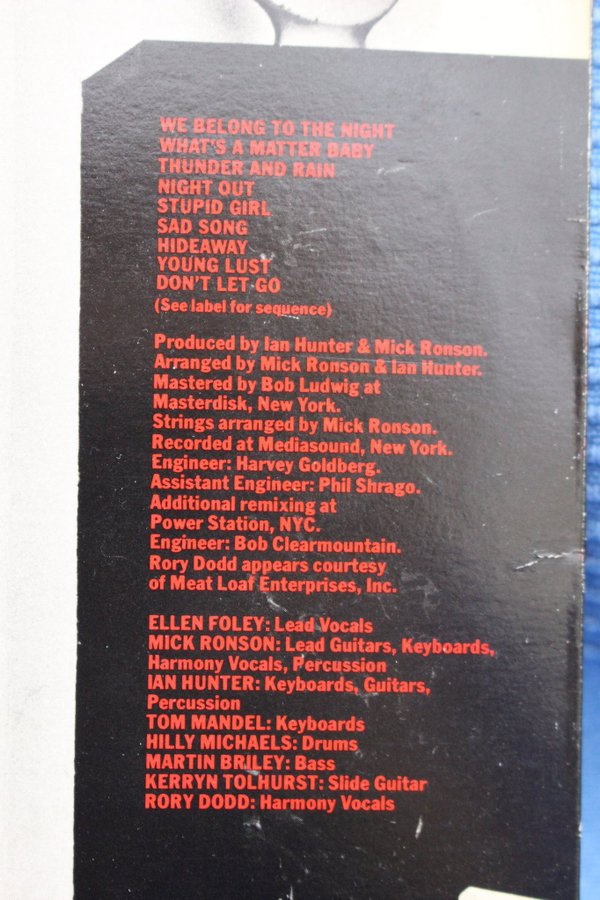 WE BELONG TO THE NIGHT
WHAT'S A MATTER BABY
THUNDER AND RAIN
NIGHT OUT
STUPID GIRL
SAD SONG
HIDEAWAY
YOUNG LUST
DON'T LET GO
(See label for sequence)
Produced by Ian Hunter & Mick Ronson.
Arranged by Mick Ronson & Ian Hunter.
Mastered by Bob Ludwig at
Masterdisk, New York.
Strings arranged by Mick Ronson.
Recorded at Mediasound, New York.
Engineer: Harvey Goldberg.
Assistant Engineer: Phil Shrago.
Additional remixing at
Power Station, NYC.
Engineer: Bob Clearmountain.
Rory Dodd appears courtesy
of Meat Loaf Enterprises, Inc.
ELLEN FOLEY: Lead Vocals
MICK RONSON: Lead Guitars, Keyboards,
Harmony Vocals, Percussion
IAN HUNTER: Keyboards, Guitars,
Percussion
TOM MANDEL: Keyboards
HILLY MICHAELS: Drums
MARTIN BRILEY: Bass
KERRYN TOLHURST: Slide Guitar
RORY DODD: Harmony Vocals